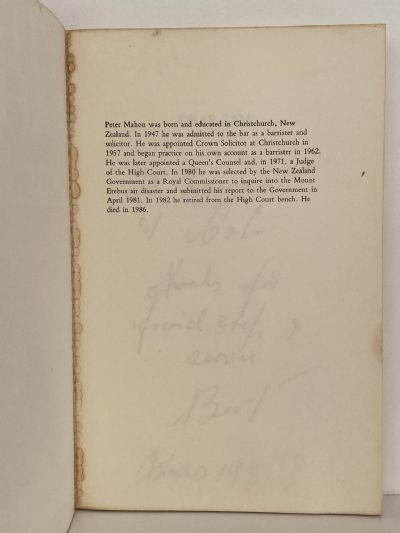 Peter Mahon was born and educated in Christchurch, New
Zealand. In 1947 he was admitted to the bar as a barrister and
solicitor. He was appointed Crown Solicitor at Christchurch in
1957 and began practice on his own account as a barrister in 1962.
He was later appointed a Queen's Counsel and, in 1971, a Judge
of the High Court. In 1980 he was selected by the New Zealand
Government as a Royal Commissioner to inquire into the Mount
Erebus air disaster and submitted his report to the Government in
April 1981. In 1982 he retired from the High Court bench. He
died in 1986.
thanks for
friendship &
service